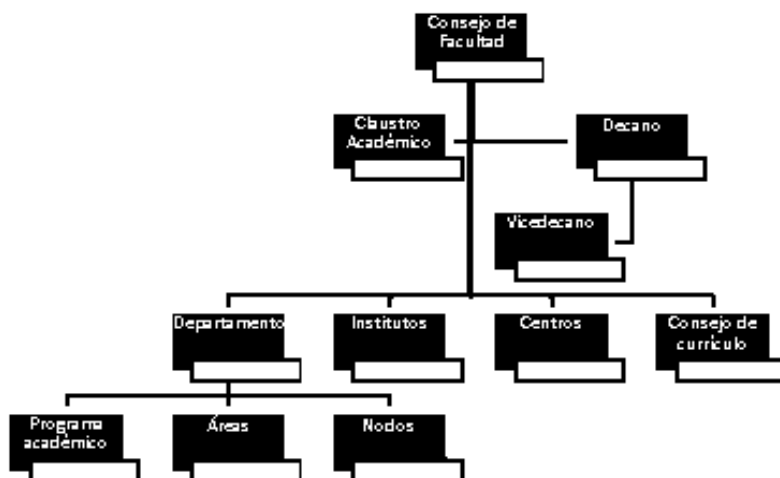 Consejo de
Facultad
Claustro
Académico
Decano
Vicedecano
Departamento
Institutos
Centros
Consejo de
currículo
Programa
académico
Áreas
Nodos